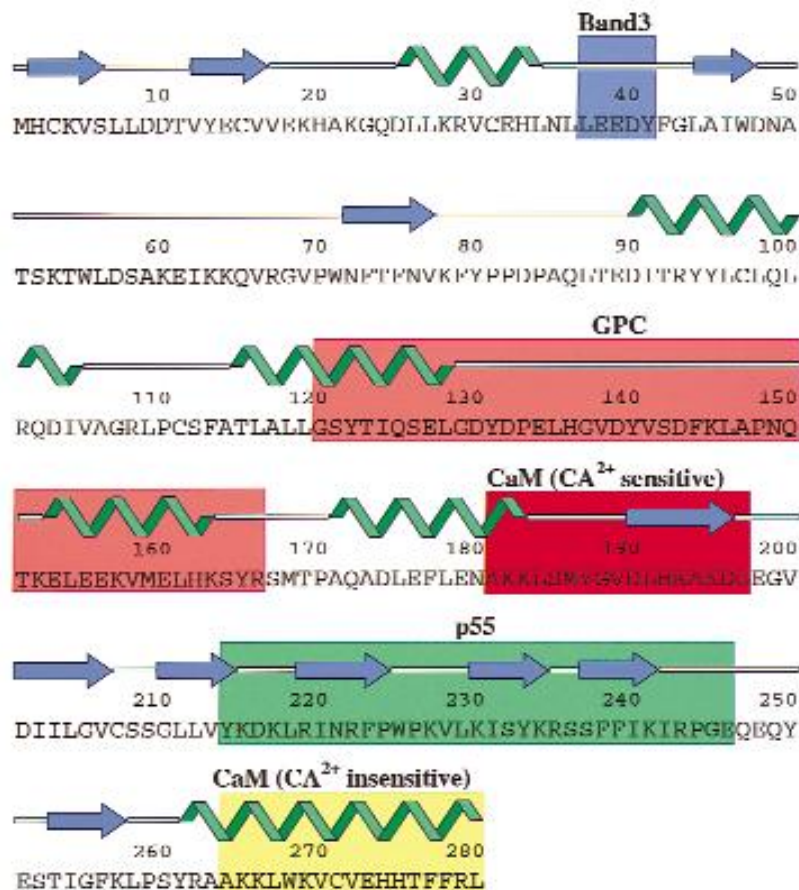 Band3
10 20 30 40 50
MHCKVSLLDDTVYECVVEKHAKGQDLLKRVCEHLNLLEEDYFGLAIWDNA
60 70 80 90 100
TSKTWLDSAKEIKKQVRGVPWNFTFNVKFYPPDPAQLTEDITRYYLCLQL
GPC
110 120 130 140 150
RQDIVAGRLPCSFATLALLGSYTIQSELGDYDPELHGVDYVSDFKLAPNQ
CaM (CA²⁺ sensitive)
160 170 180 190 200
TKELEEKVMELHKSYRSMTPAQADLEFLENAKKLSMYGVDLHKAKDLEGV
p55
210 220 230 240 250
DIILGVCSSGLLVYKDKLRINRFPWPKVLKISYKRSSFFIKIRPGEQEQY
CaM (CA²⁺ insensitive)
260 270 280
ESTIGFKLPSYRAAKKLWKVCVEHHTFFRL